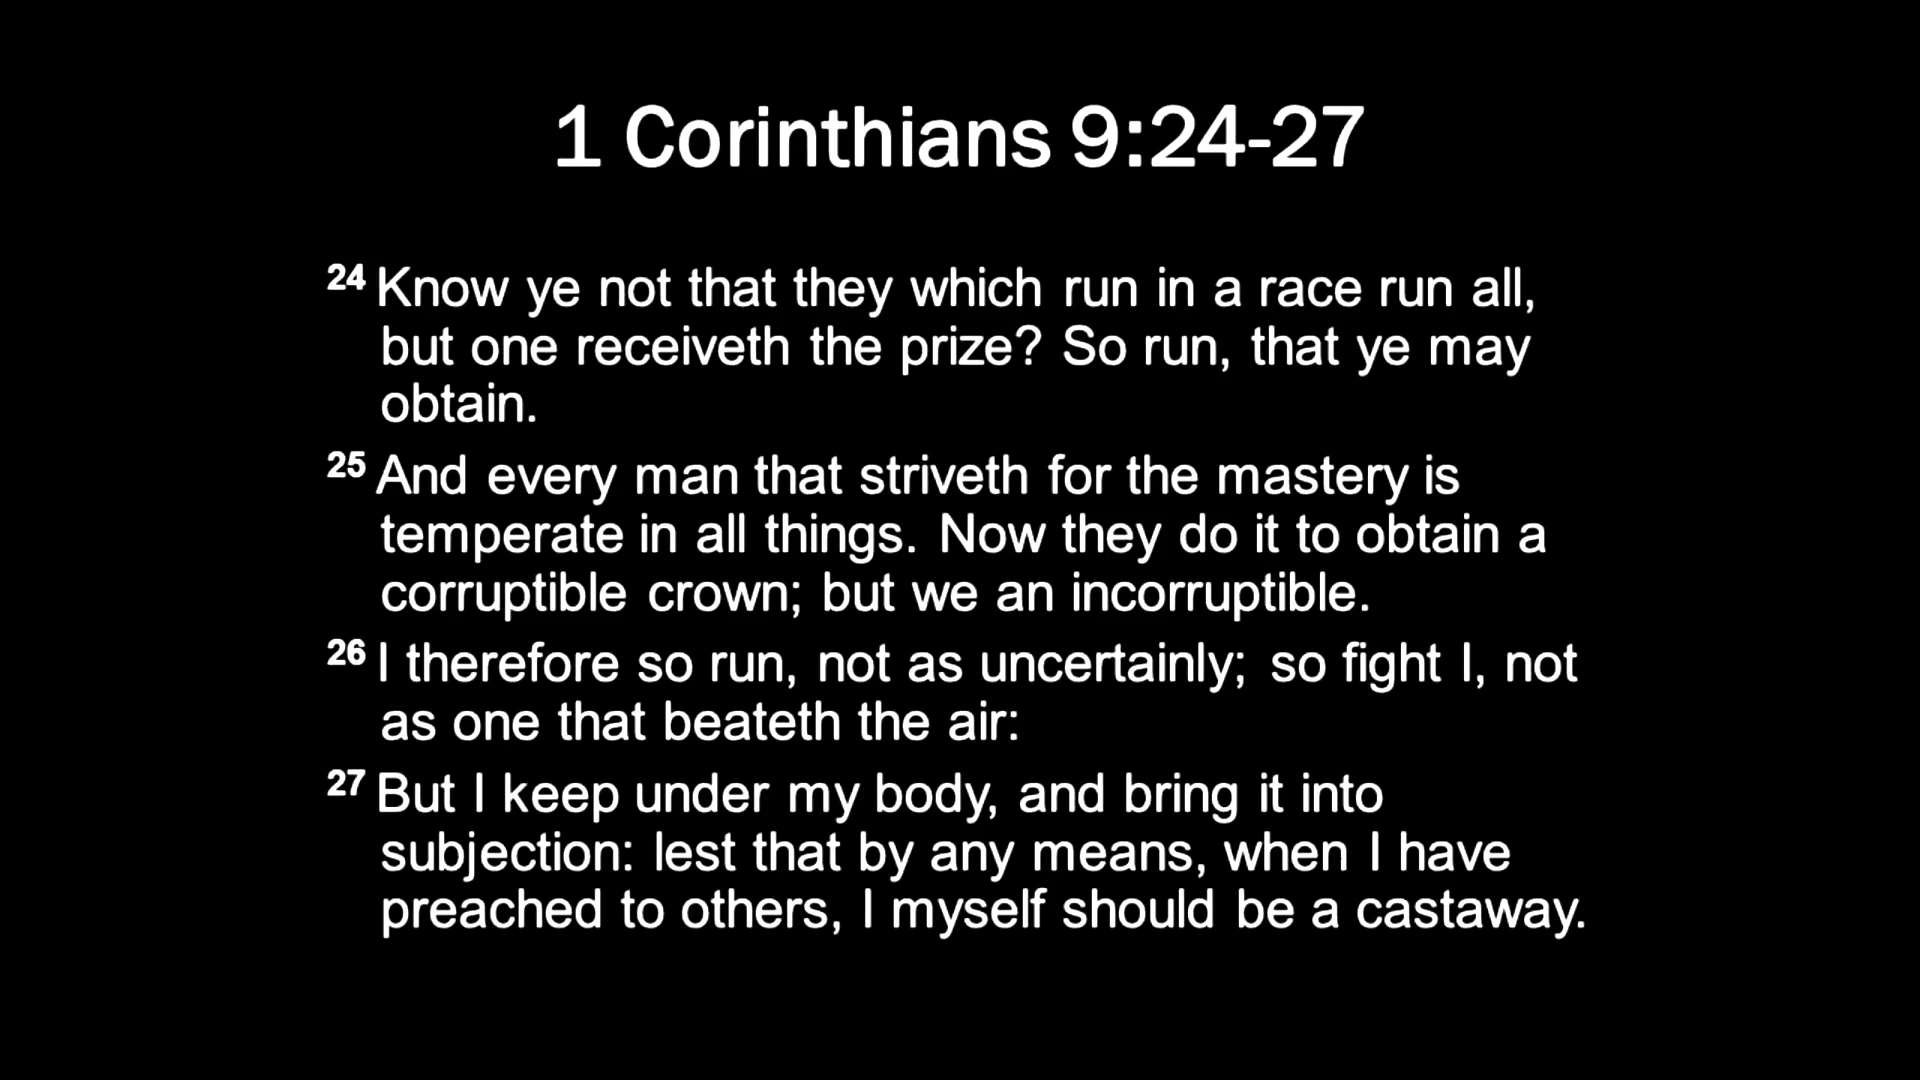 1 Corinthians 9:24-27
24 Know ye not that they which run in a race run all,
but one receiveth the prize? So run, that ye may
obtain.
25 And every man that striveth for the mastery is
temperate in all things. Now they do it to obtain a
corruptible crown; but we an incorruptible.
26 I therefore so run, not as uncertainly; so fight I, not
as one that beateth the air:
27 But I keep under my body, and bring it into
subjection: lest that by any means, when I have
preached to others, I myself should be a castaway.